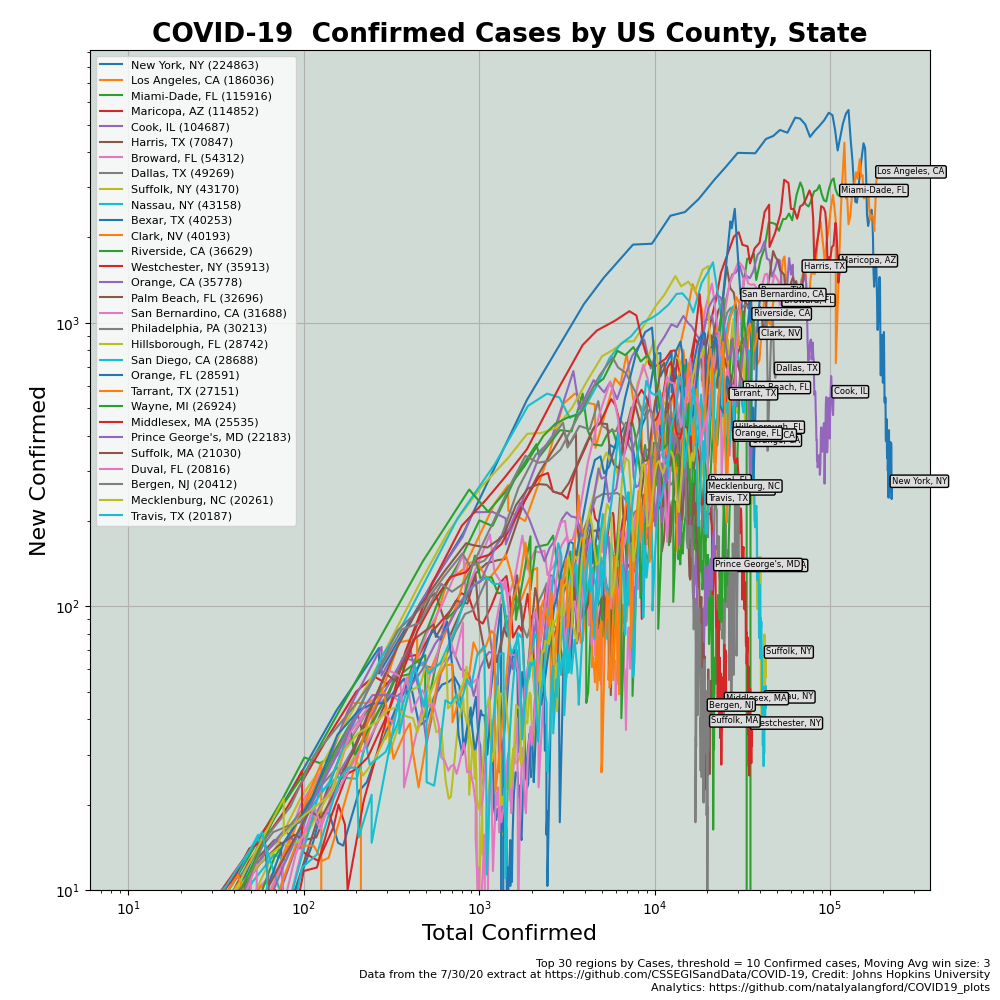 COVID-19  Confirmed Cases by US County, State
New York, NY (224863)
Los Angeles, CA (186036)
Miami-Dade, FL (115916)
Maricopa, AZ (114852)
Cook, IL (104687)
Harris, TX (70847)
Broward, FL (54312)
Dallas, TX (49269)
Suffolk, NY (43170)
Nassau, NY (43158)
Bexar, TX (40253)
Clark, NV (40193)
Riverside, CA (36629)
Westchester, NY (35913)
Orange, CA (35778)
Palm Beach, FL (32696)
San Bernardino, CA (31688)
Philadelphia, PA (30213)
Hillsborough, FL (28742)
San Diego, CA (28688)
Orange, FL (28591)
Tarrant, TX (27151)
Wayne, MI (26924)
Middlesex, MA (25535)
Prince George's, MD (22183)
Suffolk, MA (21030)
Duval, FL (20816)
Bergen, NJ (20412)
Mecklenburg, NC (20261)
Travis, TX (20187)
Los Angeles, CA
Miami-Dade, FL
Maricopa, AZ
Harris, TX
San Bernardino, CA
Riverside, CA
Clark, NV
Dallas, TX
Palm Beach, FL
Tarrant, TX
Cook, IL
Hillsborough, FL
Orange, FL
New York, NY
Mecklenburg, NC
Travis, TX
Prince George's, MD
Suffolk, NY
Middlesex, MA
Bergen, NJ
Suffolk, MA
estchester, NY
New Confirmed
10³
10²
10¹
10¹
10²
10³
10⁴
10⁵
Total Confirmed
Top 30 regions by Cases, threshold = 10 Confirmed cases, Moving Avg win size: 3
Data from the 7/30/20 extract at https://github.com/CSSEGISandData/COVID-19, Credit: Johns Hopkins University
Analytics: https://github.com/natalyalangford/COVID19_plots